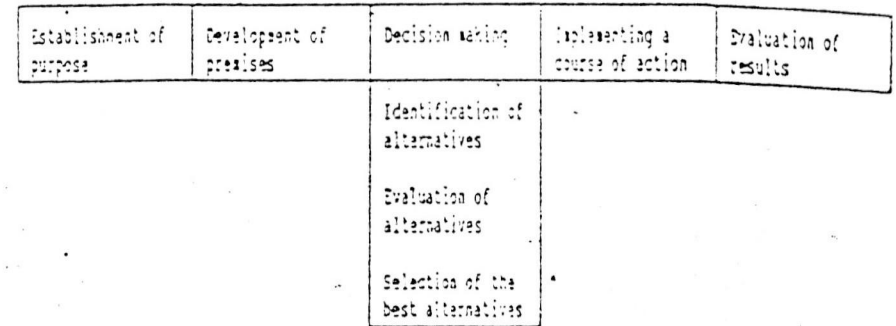 Establishment of
purpose
Development of
premises
Decision making
Implementing a
course of action
Evaluation of
results
Identification of
alternatives
Evaluation of
alternatives
Selection of the
best alternatives